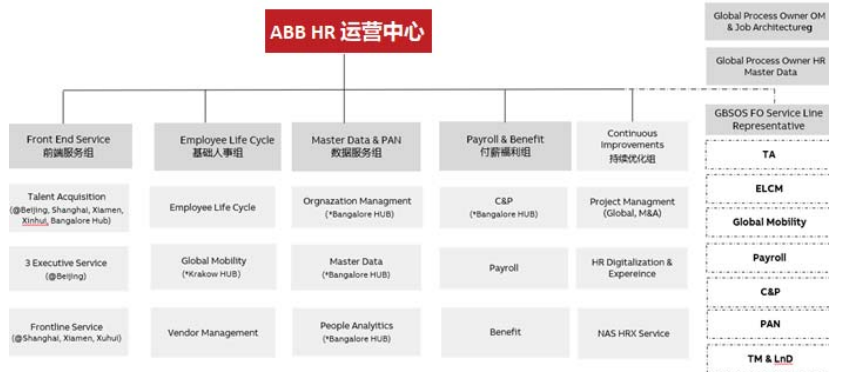 ABB HR 运营中心
Global Process Owner OM
& Job Architectureg
Global Process Owner HR
Master Data
Front End Service
前端服务组
Talent Acquisition
(@Beijing, Shanghai, Xiamen,
Xinhui, Bangalore Hub)
3 Executive Service
(@Beijing)
Frontline Service
(@Shanghai, Xiamen, Xuhui)
Employee Life Cycle
基础人事组
Employee Life Cycle
Global Mobility
(*Krakow HUB)
Vendor Management
Master Data & PAN
数据服务组
Orgnazation Managment
(*Bangalore HUB)
Master Data
(*Bangalore HUB)
People Analyitics
(*Bangalore HUB)
Payroll & Benefit
付薪福利组
C&P
(*Bangalore HUB)
Payroll
Benefit
Continuous
Improvements
持续优化组
Project Managment
(Global, M&A)
HR Digitalization &
Expereince
NAS HRX Service
GBSOS FO Service Line
Representative
TA
ELCM
Global Mobility
Payroll
C&P
PAN
TM & LnD